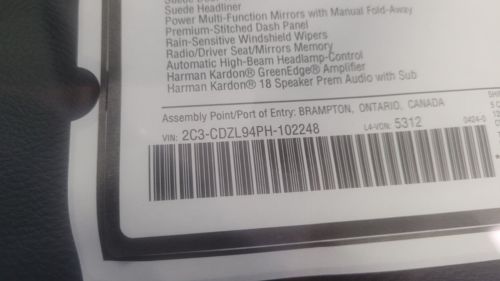 Suede Headliner
Power Multi-Function Mirrors with Manual Fold-Away
Premium-Stitched Dash Panel
Rain-Sensitive Windshield Wipers
Radio/Driver Seat/Mirrors Memory
Automatic High-Beam Headlamp-Control
Harman Kardon® GreenEdge® Amplifier
Harman Kardon® 18 Speaker Prem Audio with Sub
Assembly Point/Port of Entry: BRAMPTON, ONTARIO, CANADA
VIN: 2C3-CDZL94PH-102248 L4-VON: 5312 0424-0